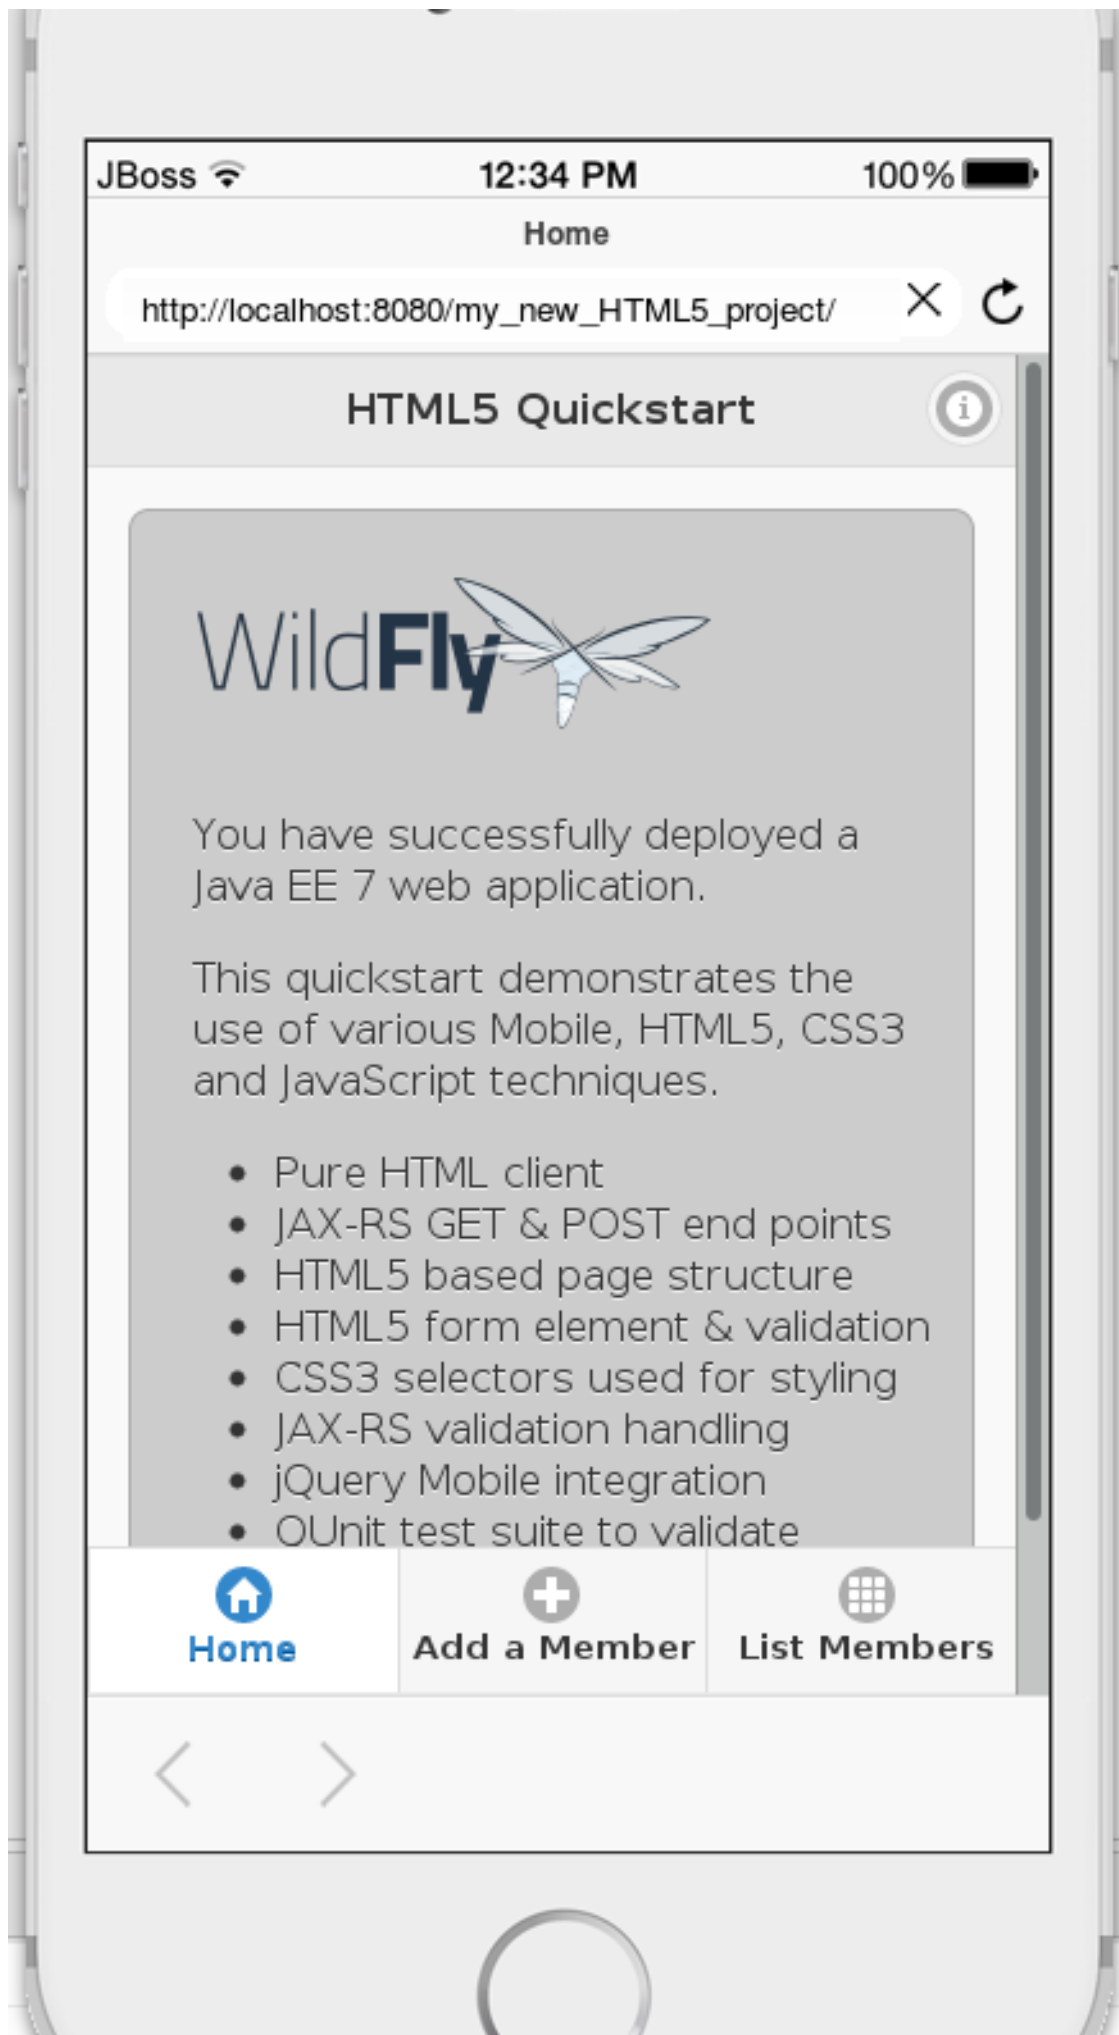 JBoss 12:34 PM 100%
Home
http://localhost:8080/my_new_HTML5_project/
HTML5 Quickstart
WildFly
You have successfully deployed a
Java EE 7 web application.
This quickstart demonstrates the
use of various Mobile, HTML5, CSS3
and JavaScript techniques.
• Pure HTML client
• JAX-RS GET & POST end points
• HTML5 based page structure
• HTML5 form element & validation
• CSS3 selectors used for styling
• JAX-RS validation handling
• jQuery Mobile integration
• QUnit test suite to validate
Home Add a Member List Members